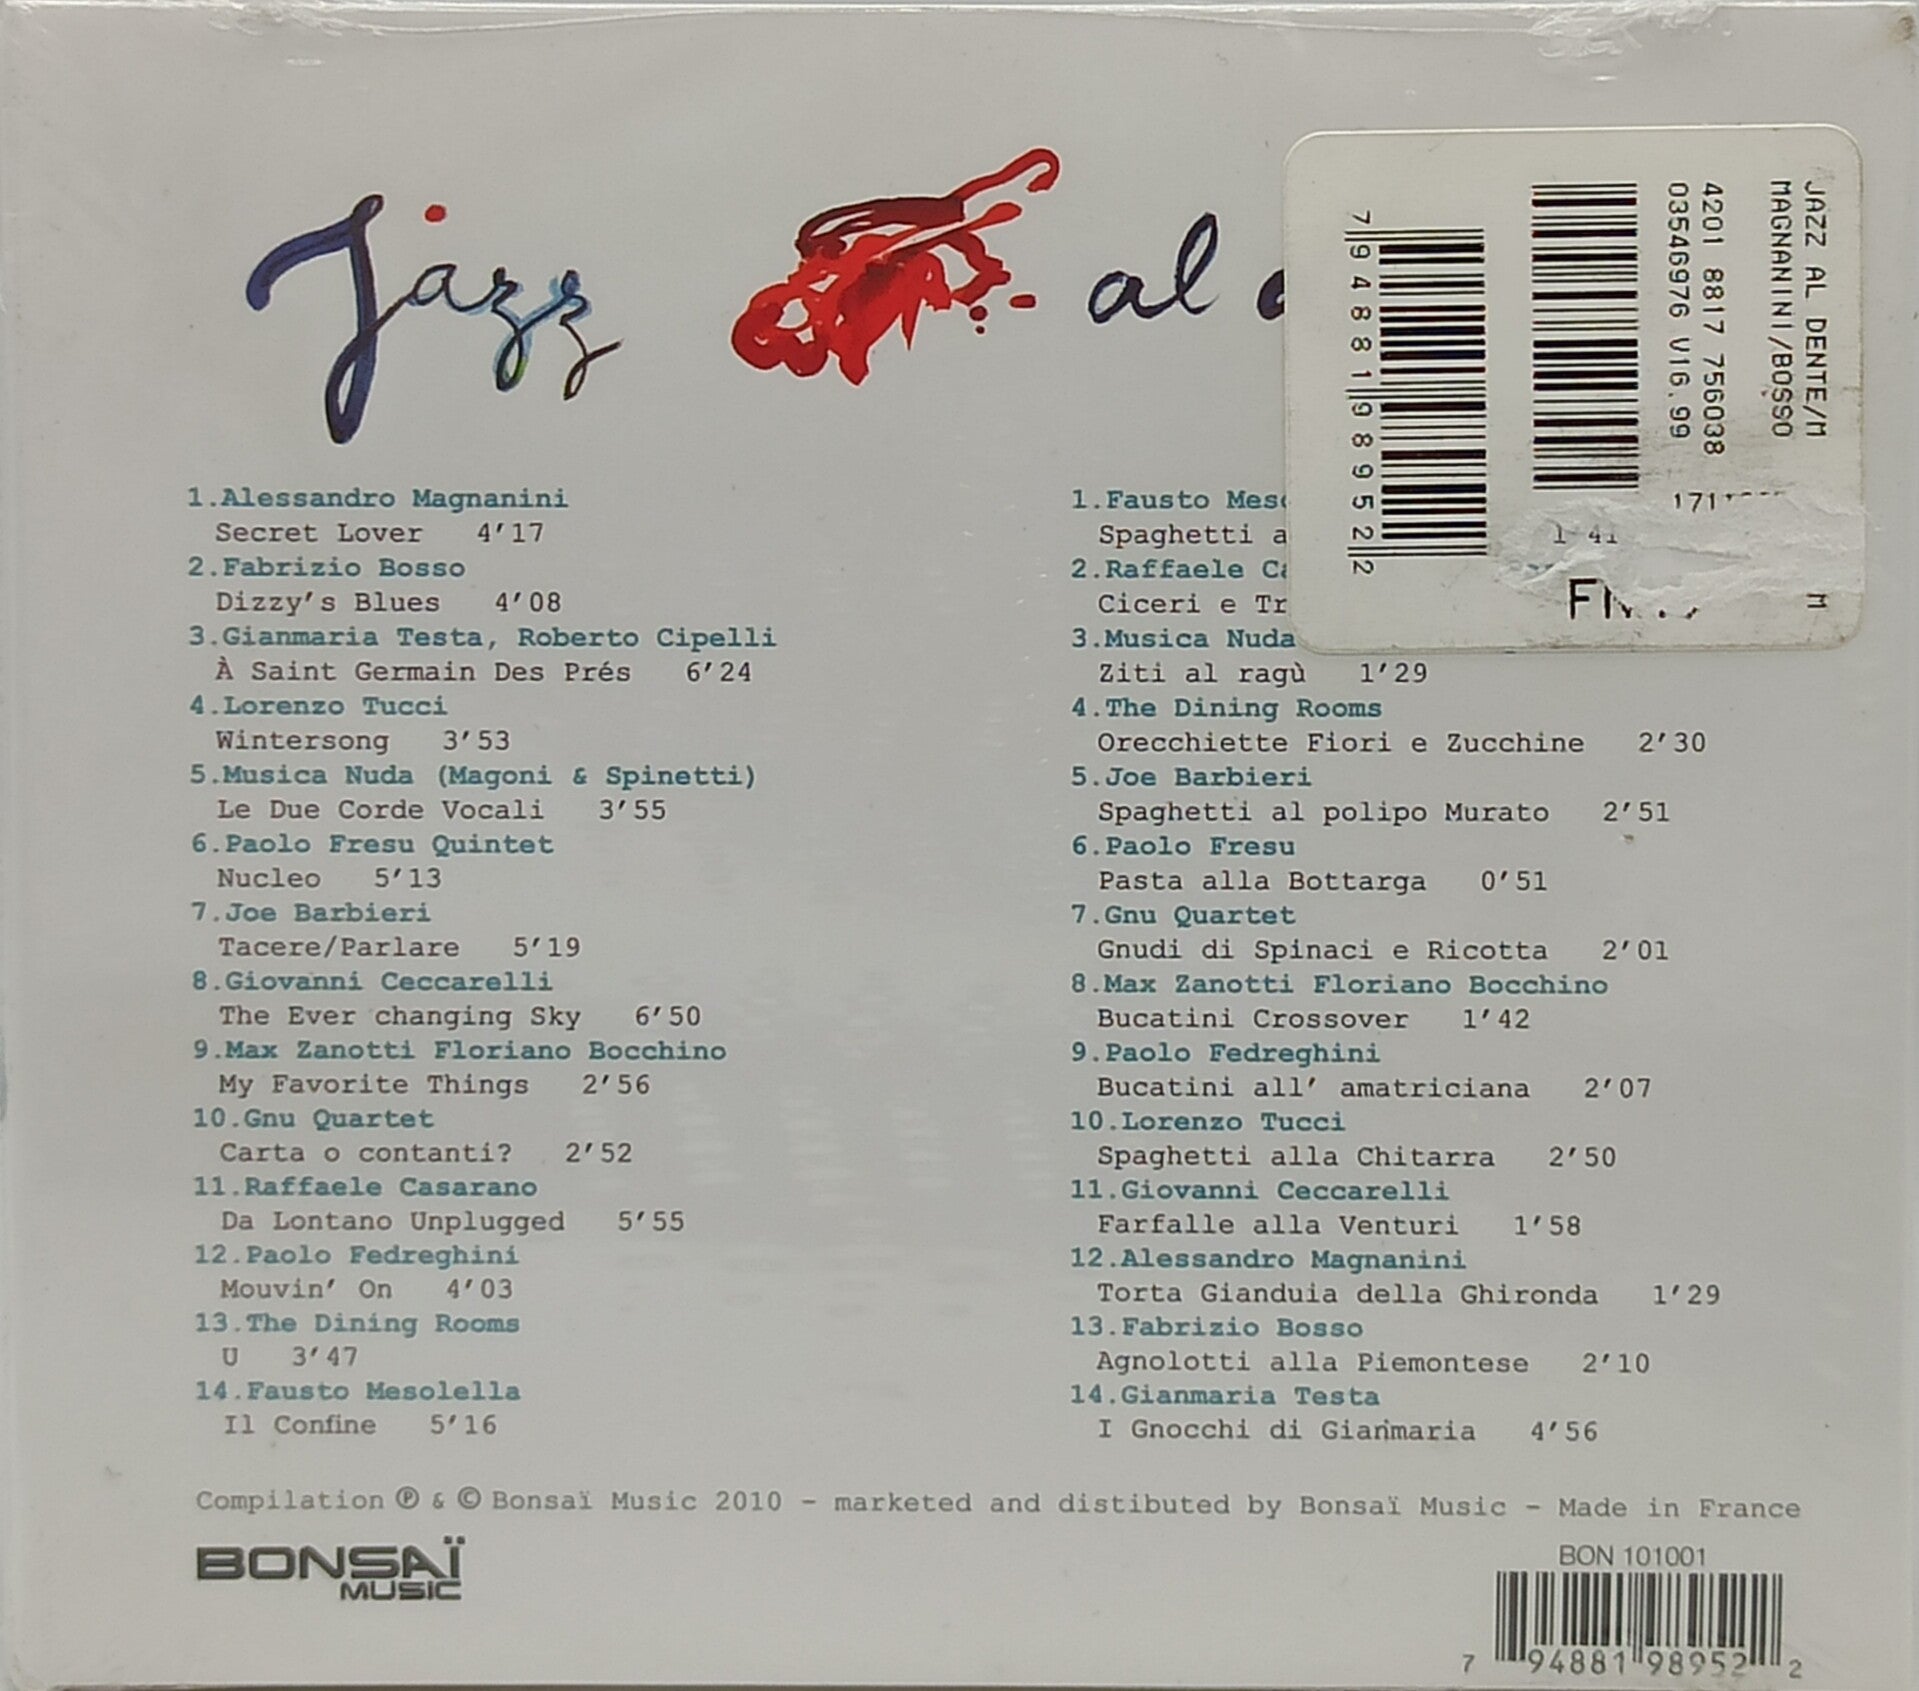 Jazz al
1.Alessandro Magnanini
Secret Lover 4'17
2.Fabrizio Bosso
Dizzy's Blues 4'08
3.Gianmaria Testa, Roberto Cipelli
À Saint Germain Des Prés 6'24
4.Lorenzo Tucci
Wintersong 3'53
5.Musica Nuda (Magoni & Spinetti)
Le Due Corde Vocali 3'55
6.Paolo Fresu Quintet
Nucleo 5'13
7.Joe Barbieri
Tacere/Parlare 5'19
8.Giovanni Ceccarelli
The Ever changing Sky 6'50
9.Max Zanotti Floriano Bocchino
My Favorite Things 2'56
10.Gnu Quartet
Carta o contanti? 2'52
11.Raffaele Casarano
Da Lontano Unplugged 5'55
12.Paolo Fedreghini
Mouvin' On 4'03
13.The Dining Rooms
U 3'47
14.Fausto Mesolella
Il Confine 5'16
1.Fausto
Spaghetti
2.Raffaele
Ciceri e
3.Musica Nuda
Ziti al ragù 1'29
4.The Dining Rooms
Orecchiette Fiori e Zucchine 2'30
5.Joe Barbieri
Spaghetti al polipo Murato 2'51
6.Paolo Fresu
Pasta alla Bottarga 0'51
7.Gnu Quartet
Gnudi di Spinaci e Ricotta 2'01
8.Max Zanotti Floriano Bocchino
Bucatini Crossover 1'42
9.Paolo Fedreghini
Bucatini all' amatriciana 2'07
10.Lorenzo Tucci
Spaghetti alla Chitarra 2'50
11.Giovanni Ceccarelli
Farfalle alla Venturi 1'58
12.Alessandro Magnanini
Torta Gianduia della Ghironda 1'29
13.Fabrizio Bosso
Agnolotti alla Piemontese 2'10
14.Gianmaria Testa
I Gnocchi di Gianmaria 4'56
JAZZ AL DENTE/M
MAGNANINI/BOSSO
4201 8817 756038
03546976 V16.99
794881989522
M
Compilation ℗ & © Bonsaï Music 2010 - marketed and distibuted by Bonsaï Music - Made in France
BONSAÏ
MUSIC
BON 101001
7 94881 98952 2